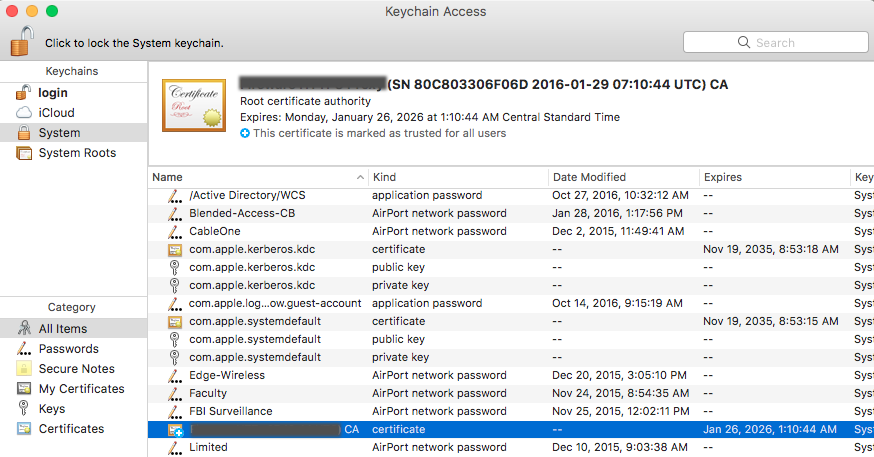 Keychain Access
Click to lock the System keychain.
Search
Keychains
login
iCloud
System
System Roots
Category
All Items
Passwords
Secure Notes
My Certificates
Keys
Certificates
Certificate
Root
(SN 80C803306F06D 2016-01-29 07:10:44 UTC) CA
Root certificate authority
Expires: Monday, January 26, 2026 at 1:10:44 AM Central Standard Time
This certificate is marked as trusted for all users
Name Kind Date Modified Expires Key
/Active Directory/WCS application password Oct 27, 2016, 10:32:12 AM -- Syst
Blended-Access-CB AirPort network password Jan 28, 2016, 1:17:56 PM -- Syst
CableOne AirPort network password Dec 2, 2015, 11:49:41 AM -- Syst
com.apple.kerberos.kdc certificate -- Nov 19, 2035, 8:53:18 AM Syst
com.apple.kerberos.kdc public key -- -- Syst
com.apple.kerberos.kdc private key -- -- Syst
com.apple.log...ow.guest-account application password Oct 14, 2016, 9:15:19 AM -- Syst
com.apple.systemdefault certificate -- Nov 19, 2035, 8:53:15 AM Syst
com.apple.systemdefault public key -- -- Syst
com.apple.systemdefault private key -- -- Syst
Edge-Wireless AirPort network password Dec 20, 2015, 3:05:10 PM -- Syst
Faculty AirPort network password Nov 24, 2015, 8:54:35 AM -- Syst
FBI Surveillance AirPort network password Nov 25, 2015, 12:02:11 PM -- Syst
CA certificate -- Jan 26, 2026, 1:10:44 AM Syst
Limited AirPort network password Dec 10, 2015, 9:03:38 AM -- Syst